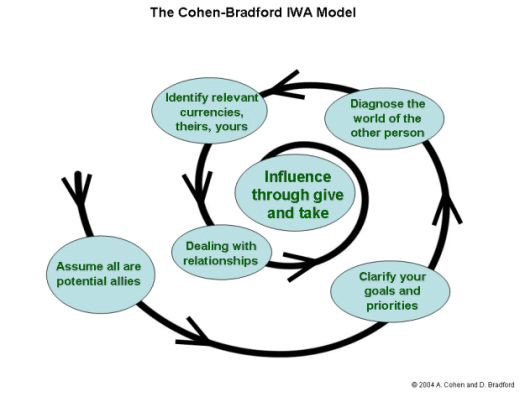 The Cohen-Bradford IWA Model
Identify relevant
currencies,
theirs, yours
Diagnose the
world of the
other person
Influence
through give
and take
Dealing with
relationships
Assume all are
potential allies
Clarify your
goals and
priorities
© 2004 A. Cohen and D. Bradford